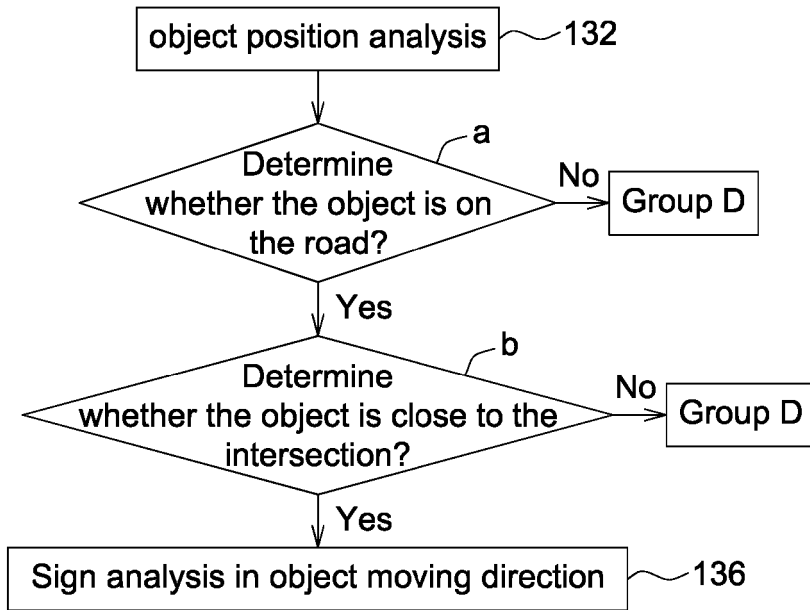 object position analysis
132
a
Determine
whether the object is on
the road?
No
Group D
Yes
b
Determine
whether the object is close to the
intersection?
No
Group D
Yes
Sign analysis in object moving direction
136